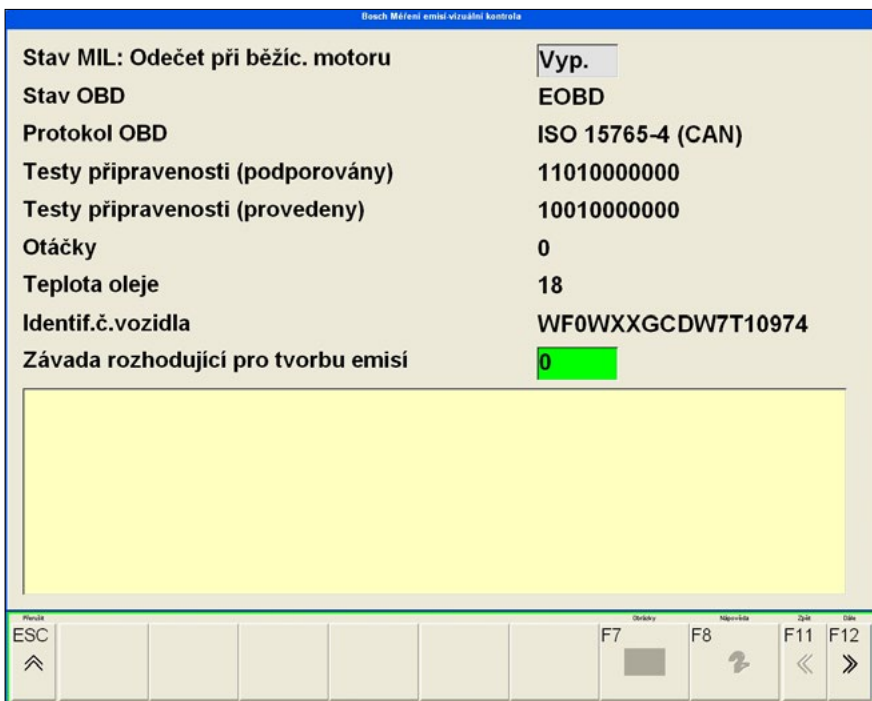 Bosch Měření emisí-vizuální kontrola
Stav MIL: Odečet při běžíc. motoru Vyp.
Stav OBD EOBD
Protokol OBD ISO 15765-4 (CAN)
Testy připravenosti (podporovány) 11010000000
Testy připravenosti (provedeny) 10010000000
Otáčky 0
Teplota oleje 18
Identif.č.vozidla WF0WXXGCDW7T10974
Závada rozhodující pro tvorbu emisí 0
Přerušit Obrázky Nápověda Zpět Dále
ESC F7 F8 F11 F12